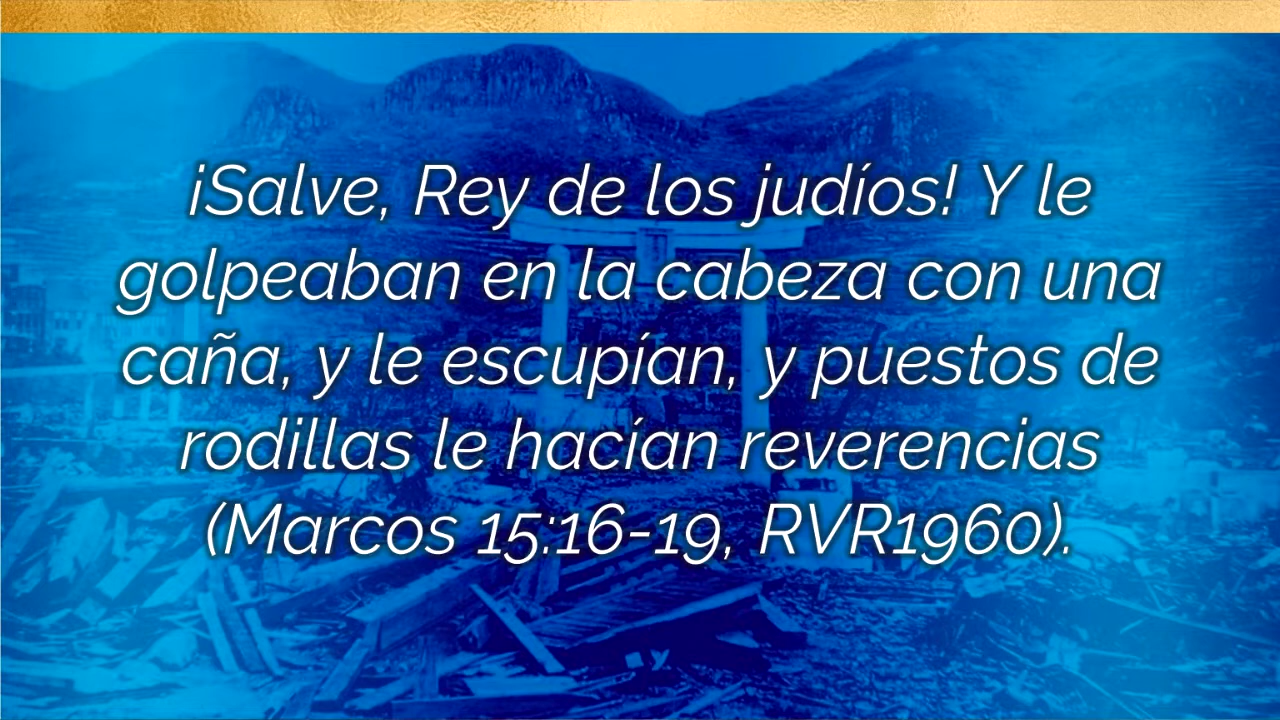 ¡Salve, Rey de los judíos! Y le
golpeaban en la cabeza con una
caña, y le escupían, y puestos de
rodillas le hacían reverencias
(Marcos 15:16-19, RVR1960).